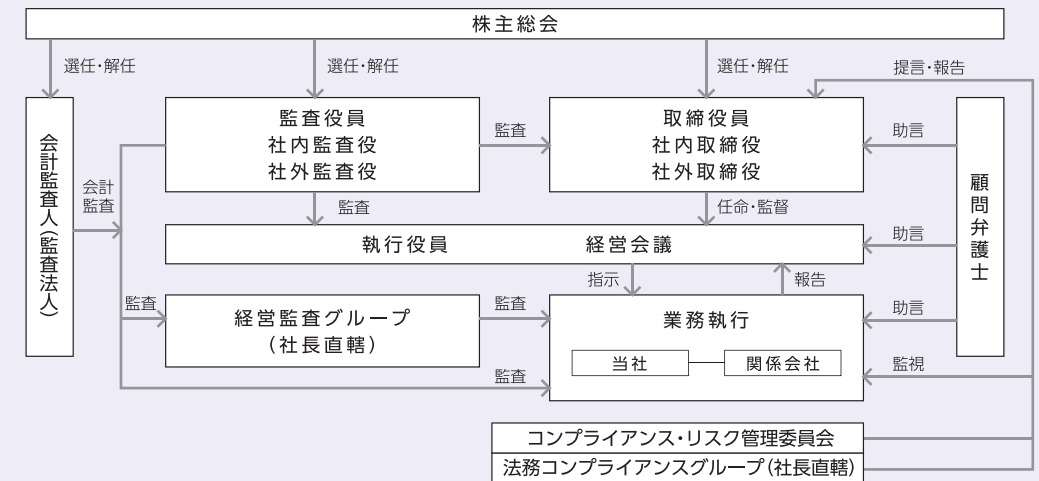 株主総会
選任・解任
選任・解任
選任・解任
提言・報告
会計監査人(監査法人)
監査役員
社内監査役
社外監査役
監査
取締役員
社内取締役
社外取締役
助言
顧問弁護士
会計
監査
監査
任命・監督
執行役員
経営会議
助言
指示
報告
監査
経営監査グループ
(社長直轄)
監査
業務執行
助言
当社
関係会社
監視
監査
コンプライアンス・リスク管理委員会
法務コンプライアンスグループ(社長直轄)